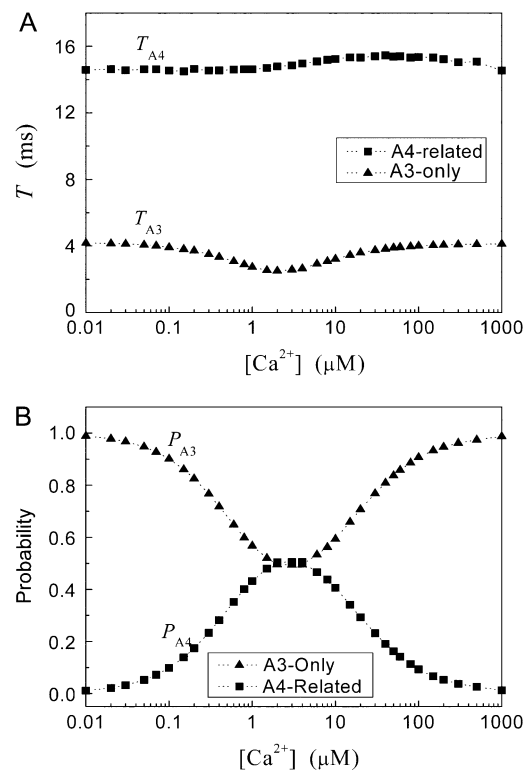 A
16
12
8
4
0
T (ms)
T_A4
A4-related
A3-only
T_A3
0.01 0.1 1 10 100 1000
[Ca²⁺] (μM)
B
1.0
0.8
0.6
0.4
0.2
0.0
Probability
P_A3
P_A4
A3-Only
A4-Related
0.01 0.1 1 10 100 1000
[Ca²⁺] (μM)